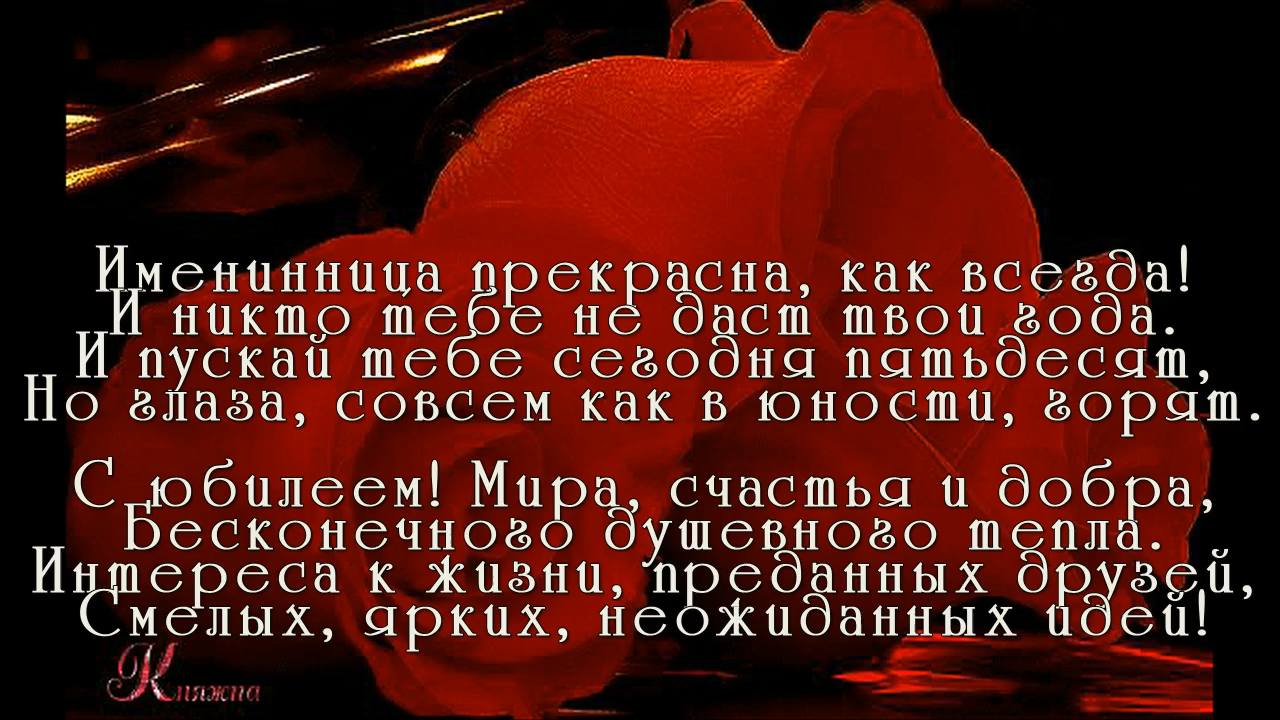 Именинница прекрасна, как всегда!
И никто тебе не даст твои года.
И пускай тебе сегодня пятьдесят,
Но глаза, совсем как в юности, горят.
С юбилеем! Мира, счастья и добра,
Бесконечного душевного тепла.
Интереса к жизни, преданных друзей,
Смелых, ярких, неожиданных идей!
Княжна